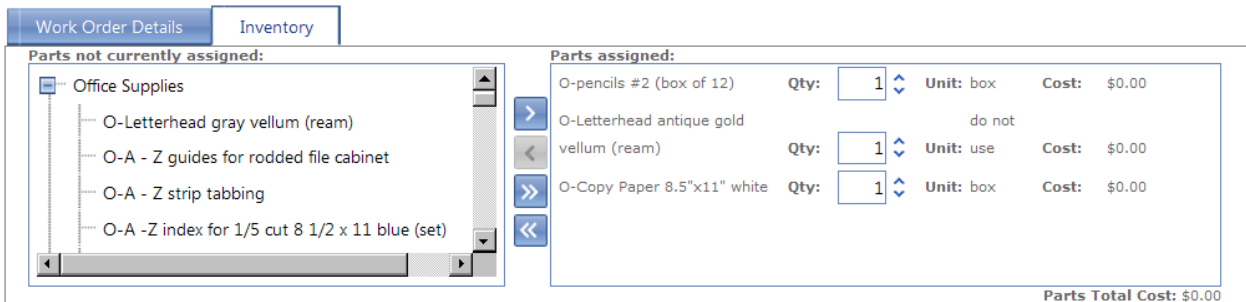 Work Order Details Inventory
Parts not currently assigned: Parts assigned:
Office Supplies
O-Letterhead gray vellum (ream)
O-A - Z guides for rodded file cabinet
O-A - Z strip tabbing
O-A -Z index for 1/5 cut 8 1/2 x 11 blue (set)
O-pencils #2 (box of 12) Qty: 1 Unit: box Cost: $0.00
O-Letterhead antique gold do not
vellum (ream) Qty: 1 Unit: use Cost: $0.00
O-Copy Paper 8.5"x11" white Qty: 1 Unit: box Cost: $0.00
Parts Total Cost: $0.00